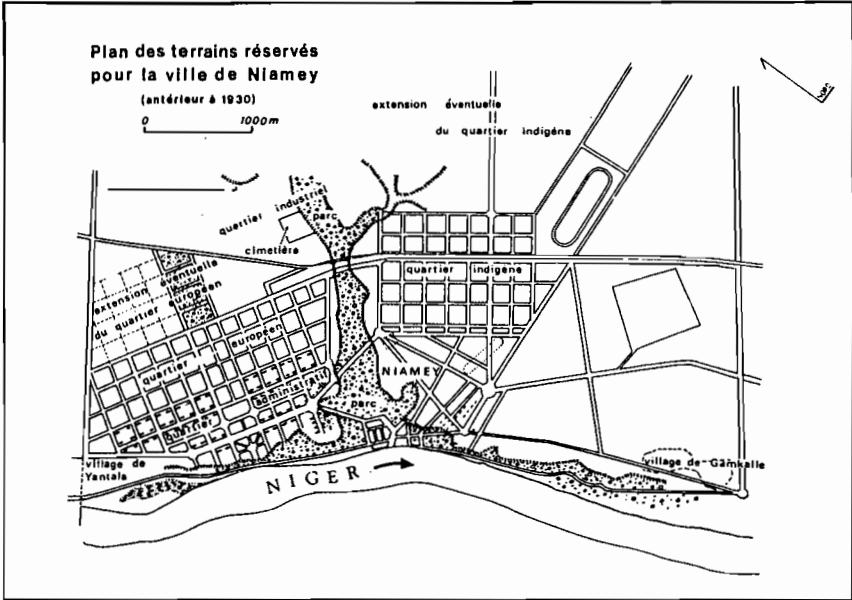 Plan des terrains réservés
pour la ville de Niamey
(antérieur à 1930)
0 1000m
extension éventuelle
du quartier indigéne
quartier industriel
parc
cimetière
extension éventuelle
du quartier européen
quartier indigéne
quartier européen
quartier administratif
NIAMEY
parc
village de
Yantala
village de Gamkalle
NIGER